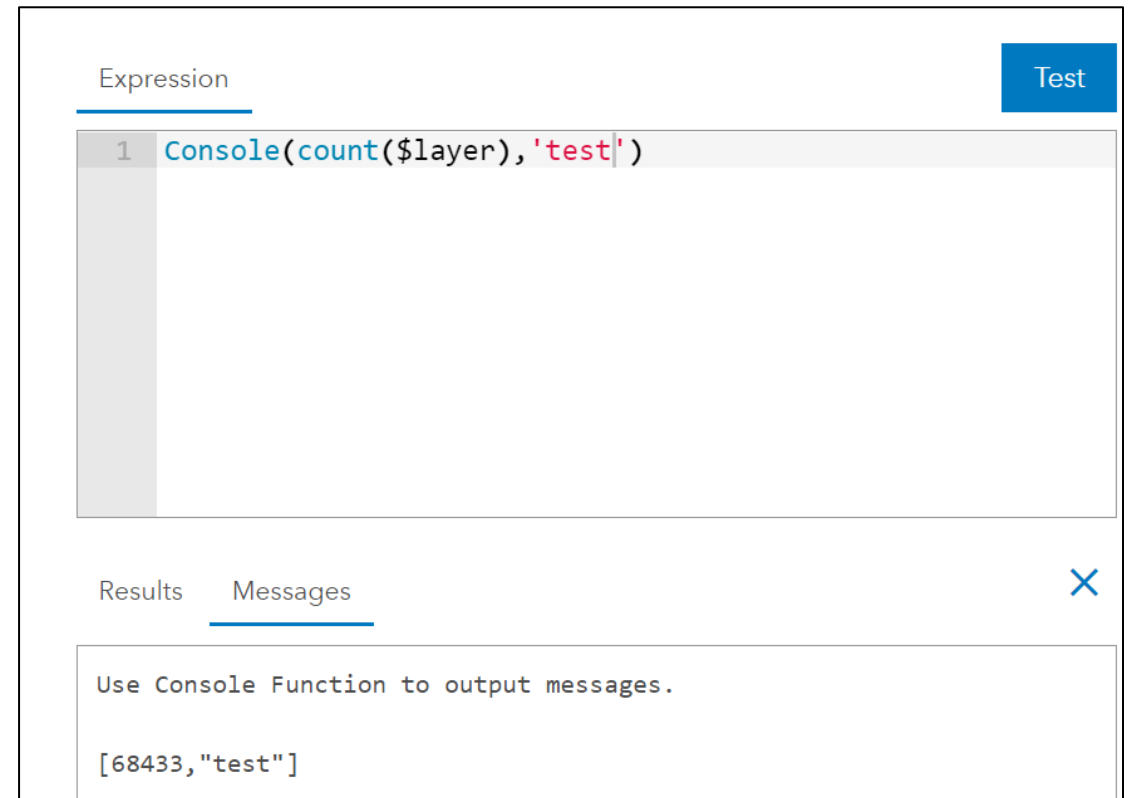 Expression
Test
1 Console(count($layer),'test')
Results Messages
Use Console Function to output messages.
[68433,"test"]